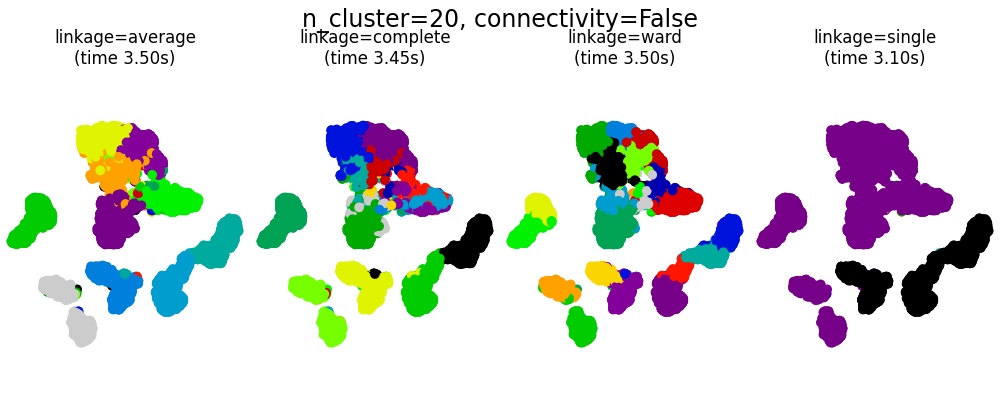 n_cluster=20, connectivity=False
linkage=average
(time 3.50s)
linkage=complete
(time 3.45s)
linkage=ward
(time 3.50s)
linkage=single
(time 3.10s)